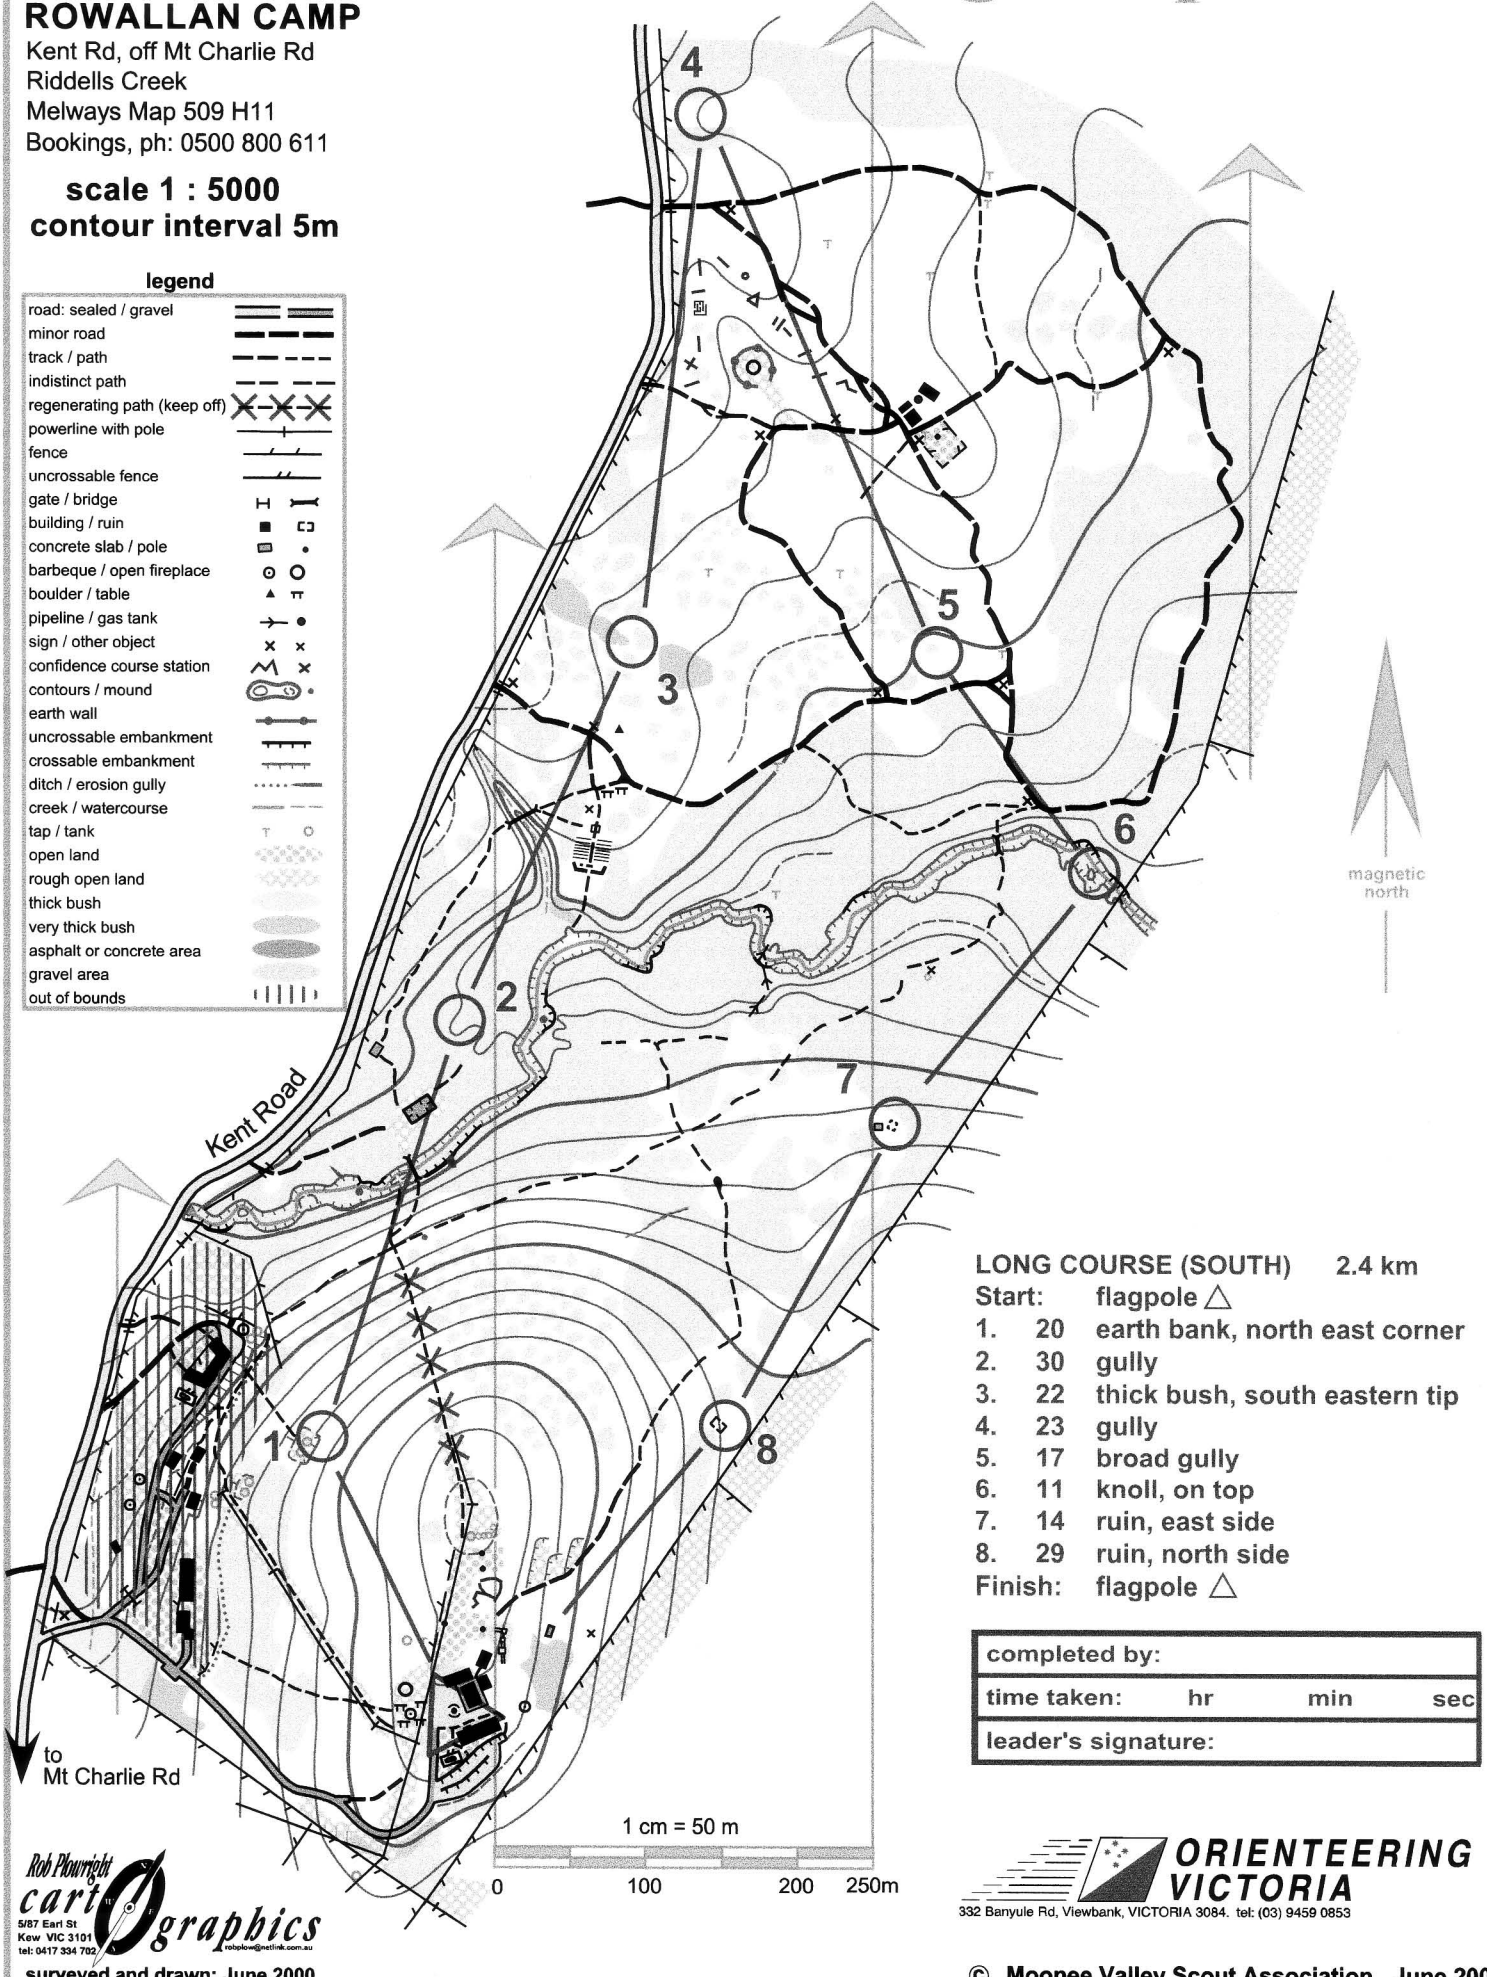 ROWALLAN CAMP
Kent Rd, off Mt Charlie Rd
Riddells Creek
Melways Map 509 H11
Bookings, ph: 0500 800 611
scale 1 : 5000
contour interval 5m
legend
road: sealed / gravel
minor road
track / path
indistinct path
regenerating path (keep off)
powerline with pole
fence
uncrossable fence
gate / bridge
building / ruin
concrete slab / pole
barbeque / open fireplace
boulder / table
pipeline / gas tank
sign / other object
confidence course station
contours / mound
earth wall
uncrossable embankment
crossable embankment
ditch / erosion gully
creek / watercourse
tap / tank
open land
rough open land
thick bush
very thick bush
asphalt or concrete area
gravel area
out of bounds
4
5
3
6
magnetic
north
2
7
Kent Road
1
8
LONG COURSE (SOUTH) 2.4 km
Start: flagpole
1. 20 earth bank, north east corner
2. 30 gully
3. 22 thick bush, south eastern tip
4. 23 gully
5. 17 broad gully
6. 11 knoll, on top
7. 14 ruin, east side
8. 29 ruin, north side
Finish: flagpole
completed by:
time taken: hr min sec
leader's signature:
to
Mt Charlie Rd
1 cm = 50 m
0 100 200 250m
Rob Plowright
cartographics
5/87 Earl St
Kew VIC 3101
tel: 0417 334 702
robplow@netlink.com.au
surveyed and drawn: June 2000
ORIENTEERING
VICTORIA
332 Banyule Rd, Viewbank, VICTORIA 3084. tel: (03) 9459 0853
© Moonee Valley Scout Association June 200